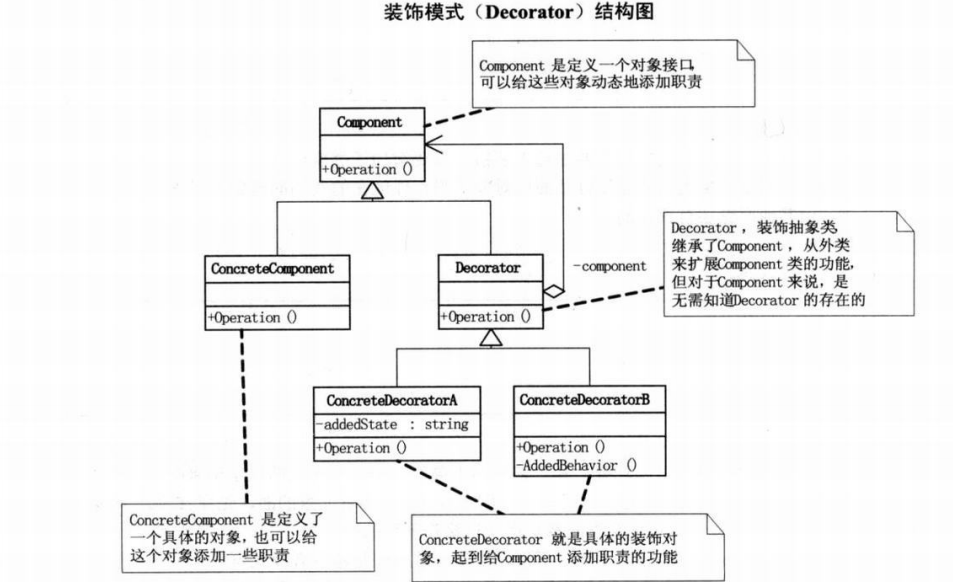 装饰模式（Decorator）结构图
Component 是定义一个对象接口,
可以给这些对象动态地添加职责
Component
+Operation ()
Decorator ，装饰抽象类,
继承了Component ，从外类
来扩展Component 类的功能,
但对于Component 来说，是
无需知道Decorator 的存在的
ConcreteComponent
+Operation ()
Decorator
+Operation ()
-component
ConcreteDecoratorA
-addedState : string
+Operation ()
ConcreteDecoratorB
+Operation ()
-AddedBehavior ()
ConcreteComponent 是定义了
一个具体的对象，也可以给
这个对象添加一些职责
ConcreteDecorator 就是具体的装饰对
象，起到给Component 添加职责的功能